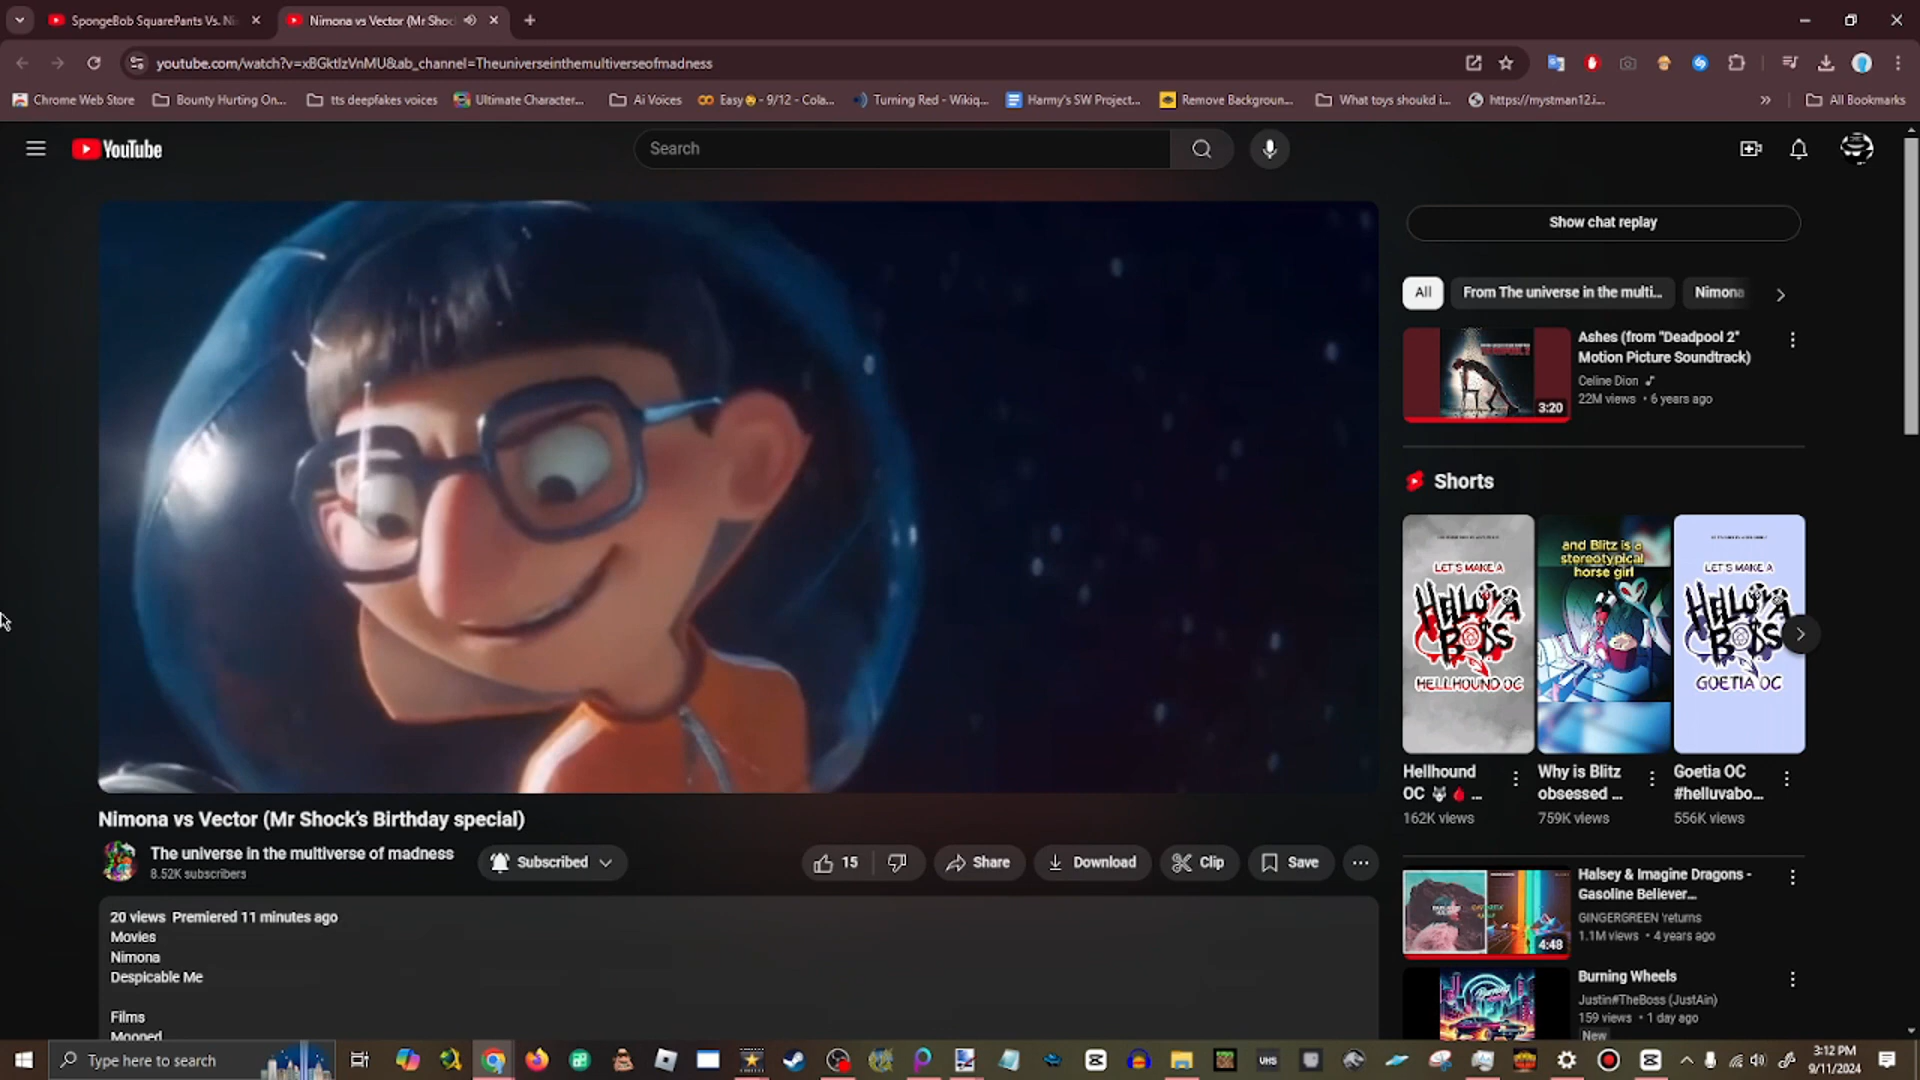 SpongeBob SquarePants Vs. Ni
Nimona vs Vector (Mr Shoc
youtube.com/watch?v=xBGktlzVnMU&ab_channel=Theuniverseinthemultiverseofmadness
Chrome Web Store
Bounty Hurting On...
tts deepfakes voices
Ultimate Character...
Ai Voices
Easy😊 - 9/12 - Cola...
Turning Red - Wikiq...
Harmy's SW Project...
Remove Backgroun...
What toys shoukd i...
https://mystman12.i...
All Bookmarks
YouTube
Search
Show chat replay
All
From The universe in the multi...
Nimona
Ashes (from "Deadpool 2"
Motion Picture Soundtrack)
Celine Dion
22M views • 6 years ago
3:20
Shorts
LET'S MAKE A
HELLUVA
BOSS
HELLHOUND OC
and Blitz is a
stereotypical
horse girl
LET'S MAKE A
HELLUVA
BOSS
GOETIA OC
Hellhound
OC 🐺🩸 ...
162K views
Why is Blitz
obsessed ...
759K views
Goetia OC
#helluvabo...
556K views
Nimona vs Vector (Mr Shock's Birthday special)
The universe in the multiverse of madness
8.52K subscribers
Subscribed
15
Share
Download
Clip
Save
20 views Premiered 11 minutes ago
Movies
Nimona
Despicable Me
Films
Mooned
Halsey & Imagine Dragons -
Gasoline Believer...
GINGERGREEN 'returns
1.1M views • 4 years ago
4:48
Burning Wheels
Justin#TheBoss (JustAin)
159 views • 1 day ago
New
Type here to search
UHS
3:12 PM
9/11/2024